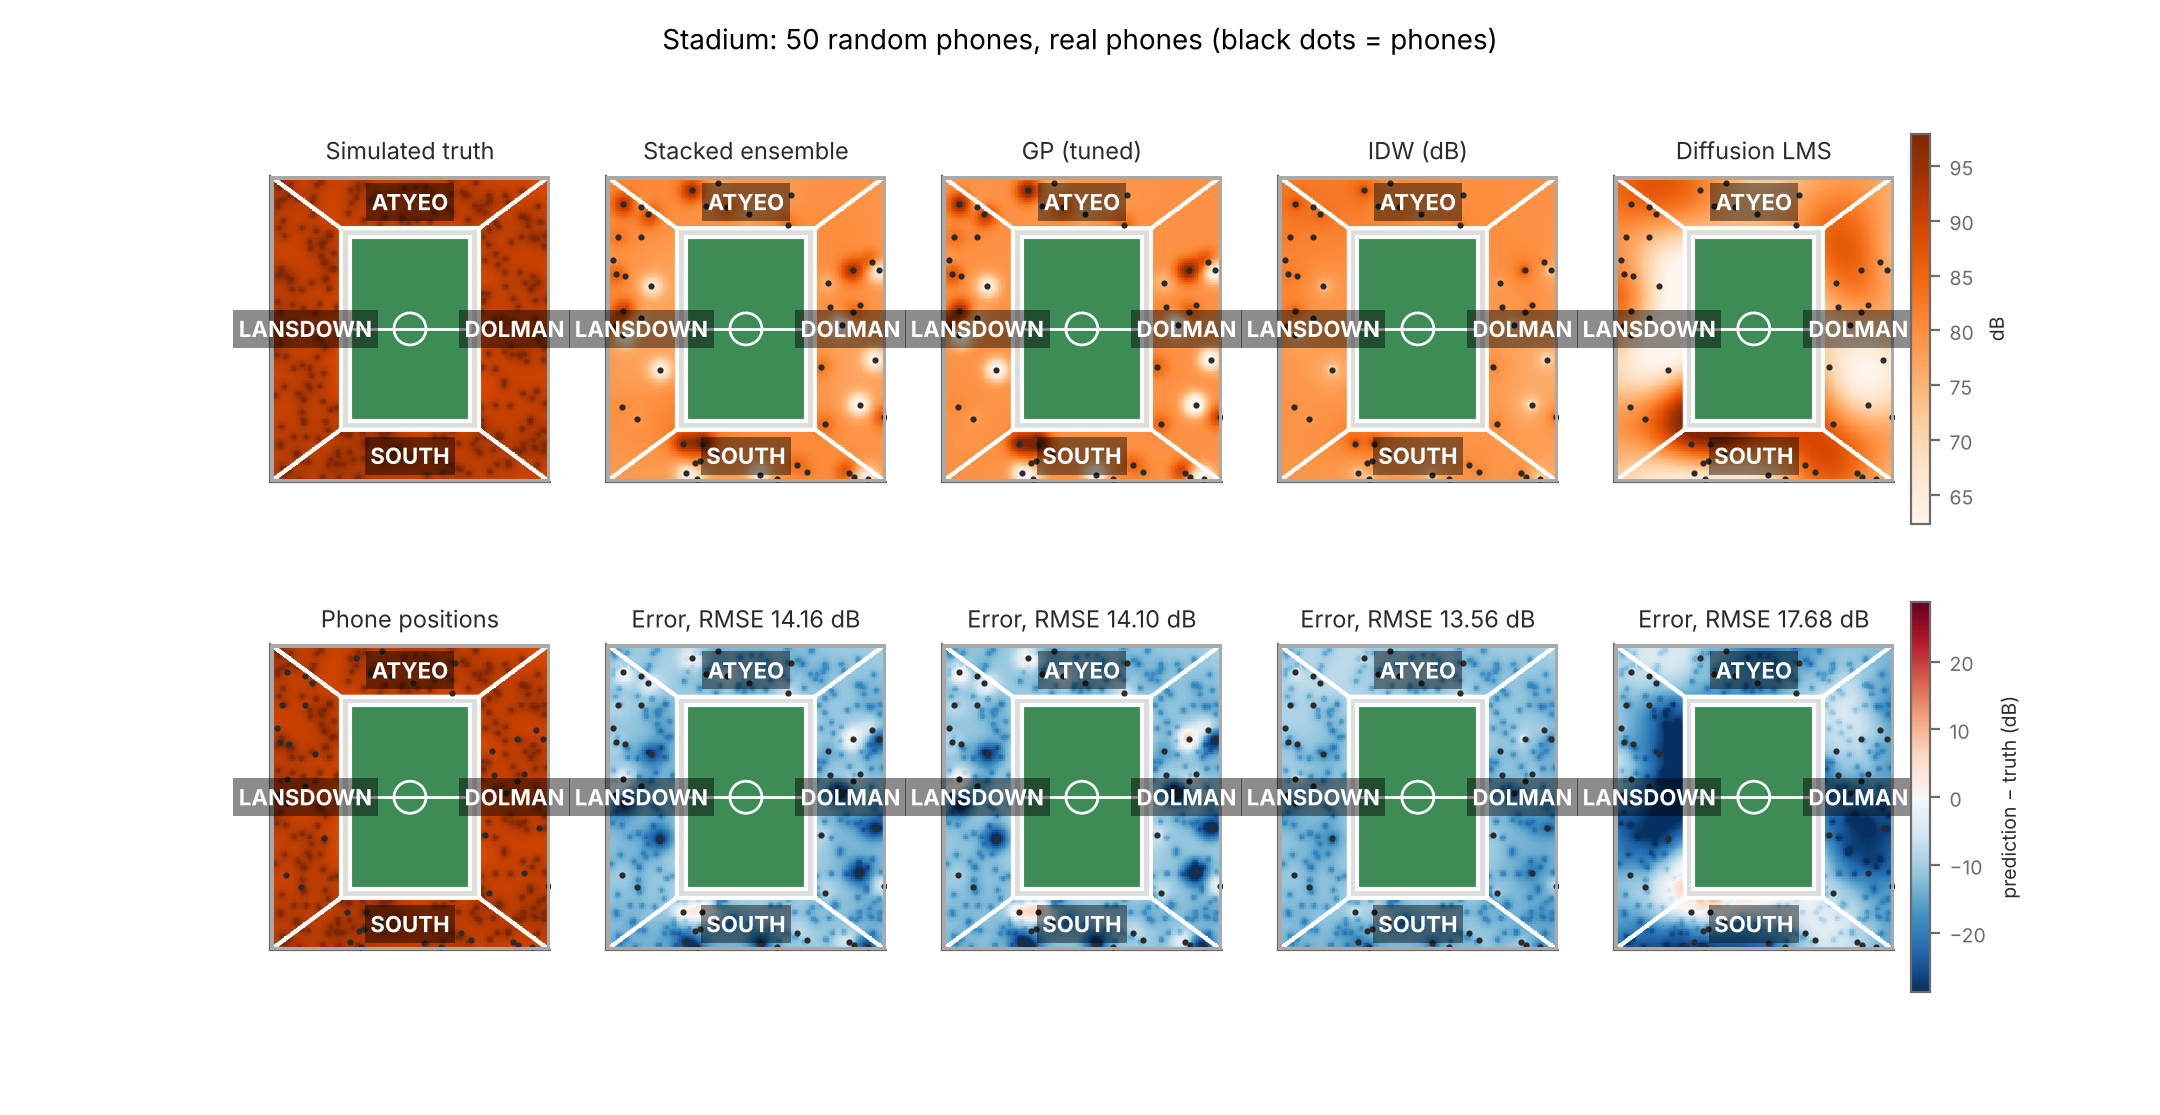 Stadium: 50 random phones, real phones (black dots = phones)
Simulated truth
Stacked ensemble
GP (tuned)
IDW (dB)
Diffusion LMS
ATYEO
ATYEO
ATYEO
ATYEO
ATYEO
LANSDOWN
DOLMAN
LANSDOWN
DOLMAN
LANSDOWN
DOLMAN
LANSDOWN
DOLMAN
LANSDOWN
DOLMAN
SOUTH
SOUTH
SOUTH
SOUTH
SOUTH
95
90
85
80
75
70
65
dB
Phone positions
Error, RMSE 14.16 dB
Error, RMSE 14.10 dB
Error, RMSE 13.56 dB
Error, RMSE 17.68 dB
ATYEO
ATYEO
ATYEO
ATYEO
ATYEO
LANSDOWN
DOLMAN
LANSDOWN
DOLMAN
LANSDOWN
DOLMAN
LANSDOWN
DOLMAN
LANSDOWN
DOLMAN
SOUTH
SOUTH
SOUTH
SOUTH
SOUTH
20
10
0
−10
−20
prediction − truth (dB)